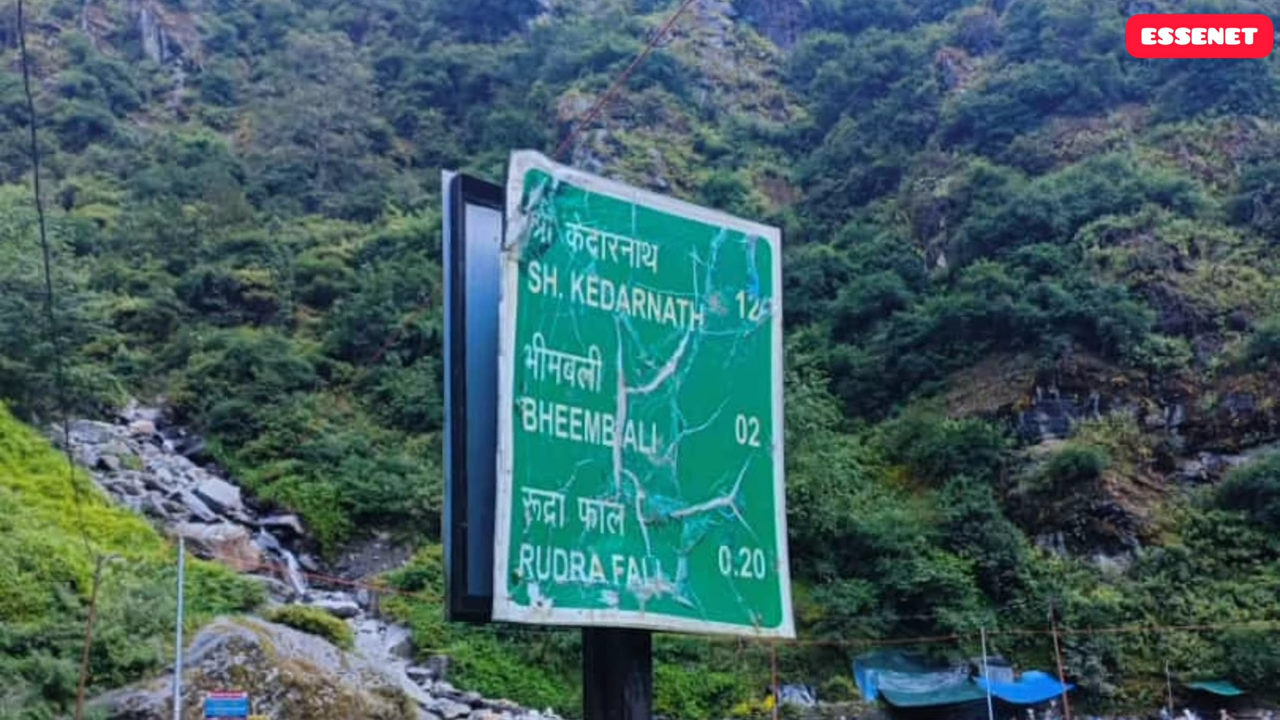 ESSENET
श्री केदारनाथ
SH. KEDARNATH 12
भीमबली
BHEEMBALI 02
रूद्रा फाल
RUDRA FALL 0.20